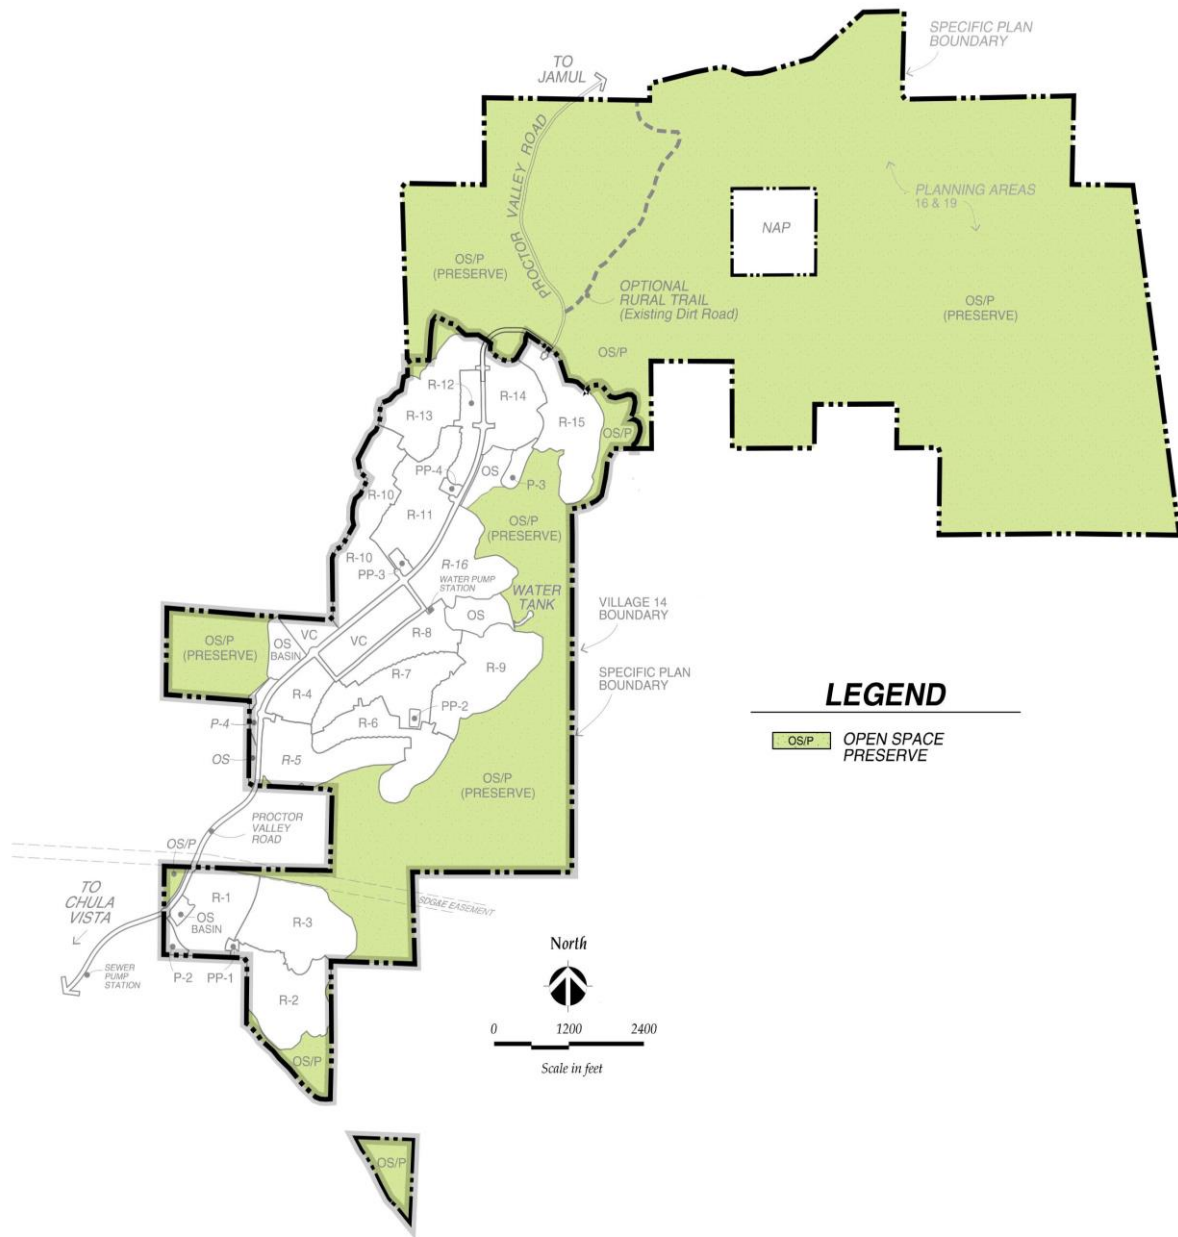 SPECIFIC PLAN
BOUNDARY
TO
JAMUL
PROCTOR VALLEY ROAD
PLANNING AREAS
16 & 19
NAP
OS/P
(PRESERVE)
OPTIONAL
RURAL TRAIL
(Existing Dirt Road)
OS/P
(PRESERVE)
OS/P
R-12
R-14
R-13
R-15
OS/P
PP-4
OS
P-3
R-10
R-11
OS/P
(PRESERVE)
R-10
R-16
PP-3
WATER PUMP
STATION
WATER
TANK
VILLAGE 14
BOUNDARY
OS
VC
VC
R-8
OS/P
(PRESERVE)
OS
BASIN
R-9
R-7
SPECIFIC PLAN
BOUNDARY
R-4
PP-2
P-4
R-6
LEGEND
OS/P
OPEN SPACE
PRESERVE
OS
R-5
OS/P
(PRESERVE)
PROCTOR
VALLEY
ROAD
OS/P
TO
CHULA
VISTA
R-1
SDG&E EASEMENT
OS
BASIN
R-3
P-2
PP-1
SEWER
PUMP
STATION
R-2
North
0 1200 2400
Scale in feet
OS/P
OS/P